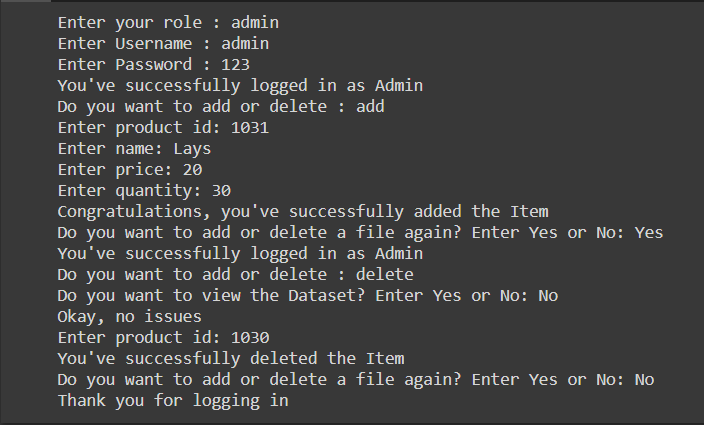 Enter your role : admin
Enter Username : admin
Enter Password : 123
You've successfully logged in as Admin
Do you want to add or delete : add
Enter product id: 1031
Enter name: Lays
Enter price: 20
Enter quantity: 30
Congratulations, you've successfully added the Item
Do you want to add or delete a file again? Enter Yes or No: Yes
You've successfully logged in as Admin
Do you want to add or delete : delete
Do you want to view the Dataset? Enter Yes or No: No
Okay, no issues
Enter product id: 1030
You've successfully deleted the Item
Do you want to add or delete a file again? Enter Yes or No: No
Thank you for logging in